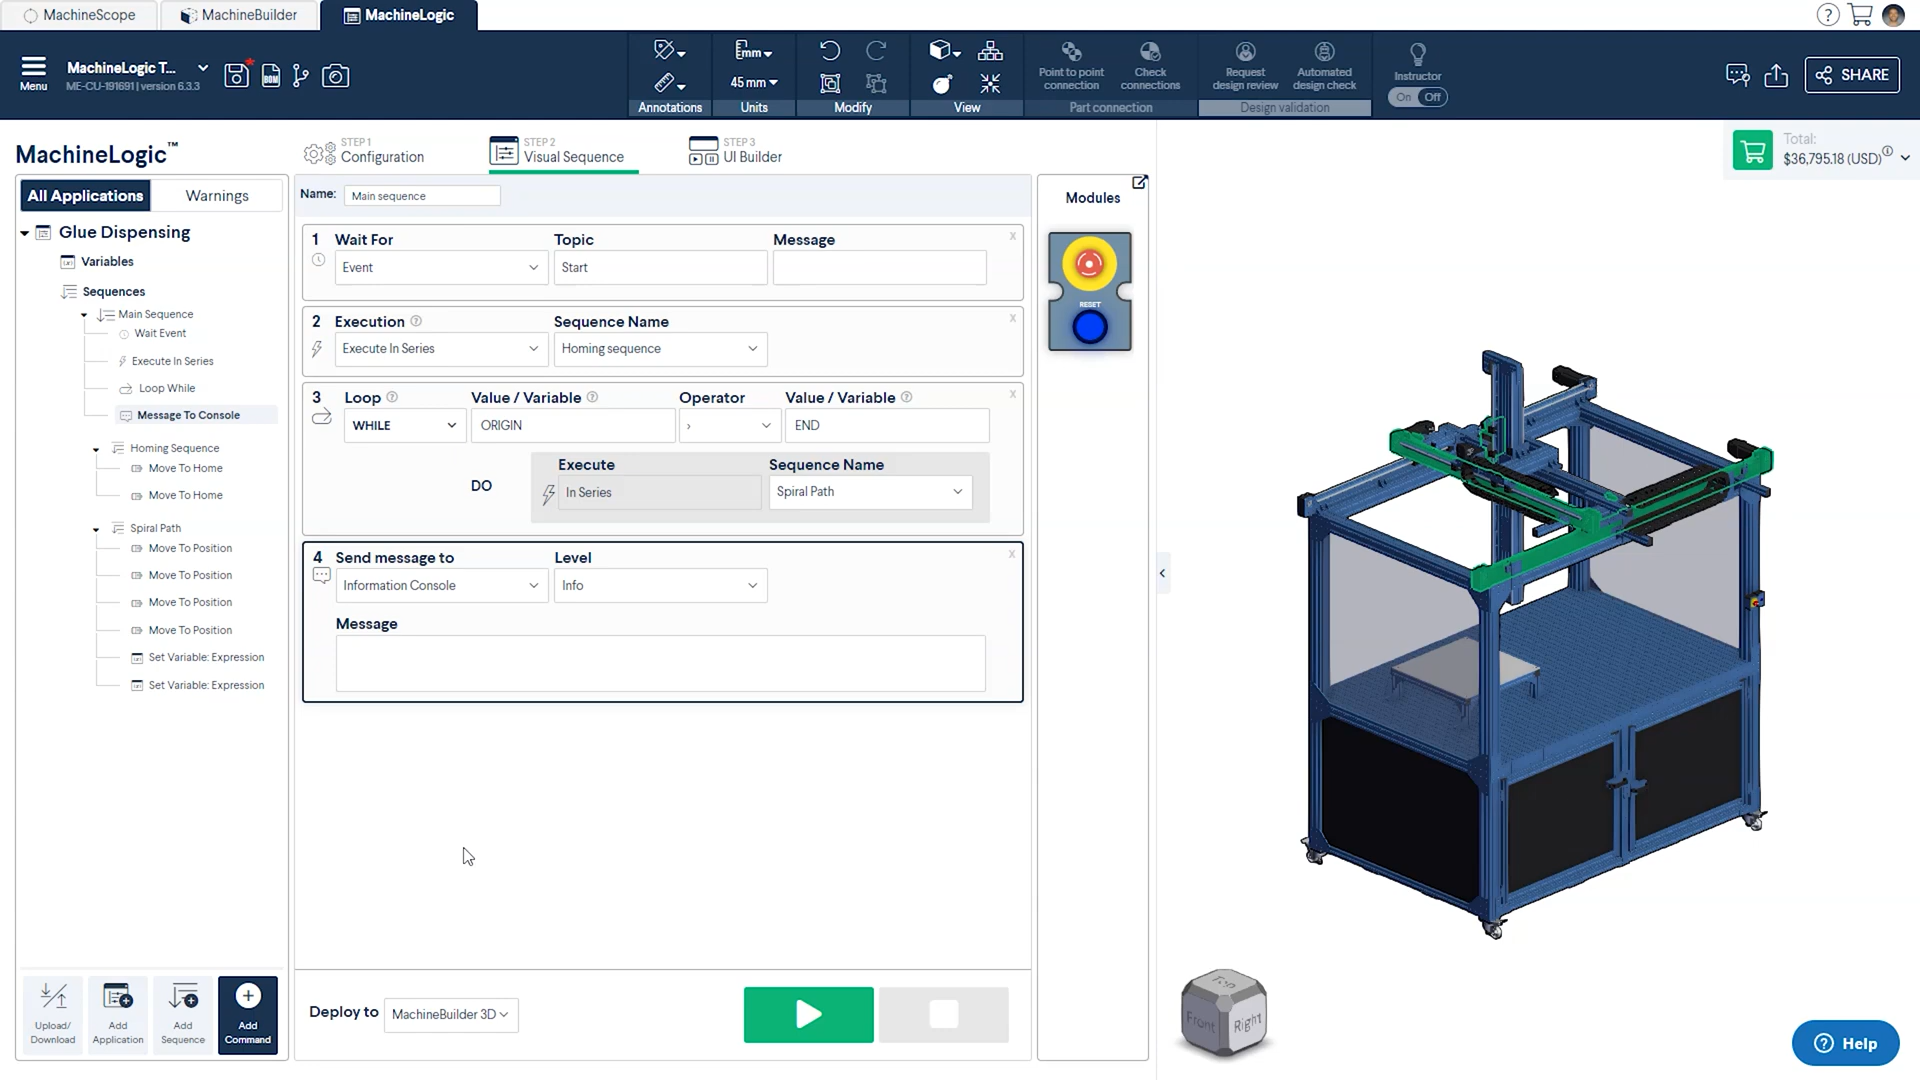 MachineScope
MachineBuilder
MachineLogic
Menu
MachineLogic T...
ME-CU-191691 | version 6.3.3
BOM
Annotations
mm
45 mm
Units
Modify
View
Point to point
connection
Check
connections
Part connection
Request
design review
Automated
design check
Design validation
Instructor
On
Off
SHARE
MachineLogic™
STEP 1
Configuration
STEP 2
Visual Sequence
STEP 3
UI Builder
Total:
$36,795.18 (USD)
All Applications
Warnings
Glue Dispensing
Variables
Sequences
Main Sequence
Wait Event
Execute In Series
Loop While
Message To Console
Homing Sequence
Move To Home
Move To Home
Spiral Path
Move To Position
Move To Position
Move To Position
Move To Position
Set Variable: Expression
Set Variable: Expression
Upload/
Download
Add
Application
Add
Sequence
Add
Command
Name:
Main sequence
1 Wait For
Topic
Message
Event
Start
2 Execution
Sequence Name
Execute In Series
Homing sequence
3 Loop
Value / Variable
Operator
Value / Variable
WHILE
ORIGIN
>
END
DO
Execute
Sequence Name
In Series
Spiral Path
4 Send message to
Level
Information Console
Info
Message
Deploy to
MachineBuilder 3D
Modules
RESET
Top
Front
Right
Help